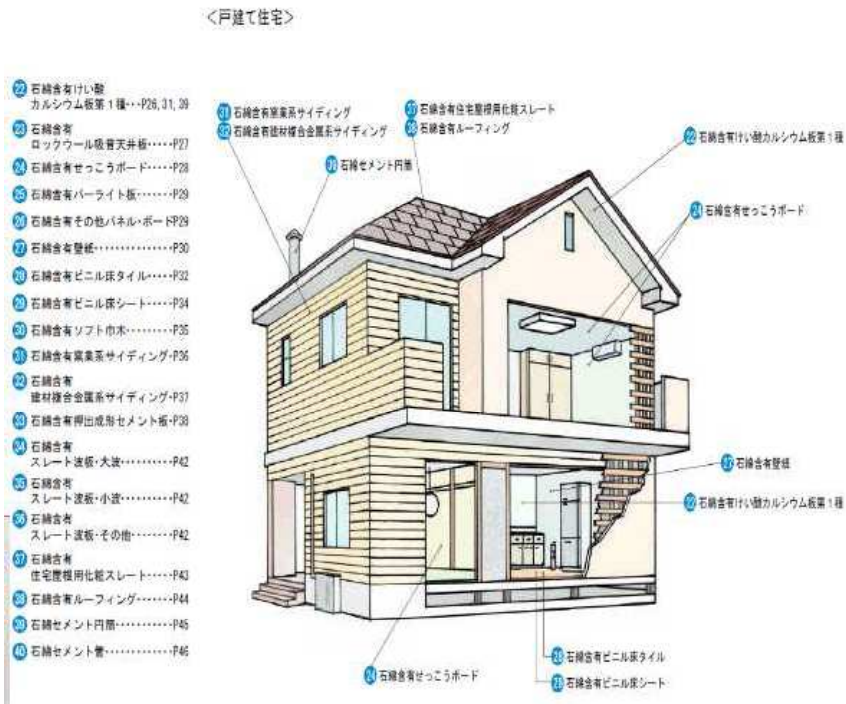 ＜戸建て住宅＞
22 石綿含有けい酸
カルシウム板第1種･･･P26,31,39
23 石綿含有
ロックウール吸音天井板･････P27
24 石綿含有せっこうボード････P28
25 石綿含有パーライト板･･･････P29
26 石綿含有その他パネル･ボードP29
27 石綿含有壁紙･･････････････P30
28 石綿含有ビニル床タイル･････P32
29 石綿含有ビニル床シート･････P34
30 石綿含有ソフト巾木･････････P35
31 石綿含有窯業系サイディング･P36
32 石綿含有
建材複合金属系サイディング･P37
33 石綿含有押出成形セメント板･P38
34 石綿含有
スレート波板･大波･･････････P42
35 石綿含有
スレート波板･小波･･････････P42
36 石綿含有
スレート波板･その他････････P42
37 石綿含有
住宅屋根用化粧スレート･････P43
38 石綿含有ルーフィング･･･････P44
39 石綿セメント円筒･･･････････P45
40 石綿セメント管････････････P46
31 石綿含有窯業系サイディング
32 石綿含有建材複合金属系サイディング
39 石綿セメント円筒
37 石綿含有住宅屋根用化粧スレート
38 石綿含有ルーフィング
22 石綿含有けい酸カルシウム板第1種
24 石綿含有せっこうボード
27 石綿含有壁紙
22 石綿含有けい酸カルシウム板第1種
28 石綿含有ビニル床タイル
29 石綿含有ビニル床シート
24 石綿含有せっこうボード